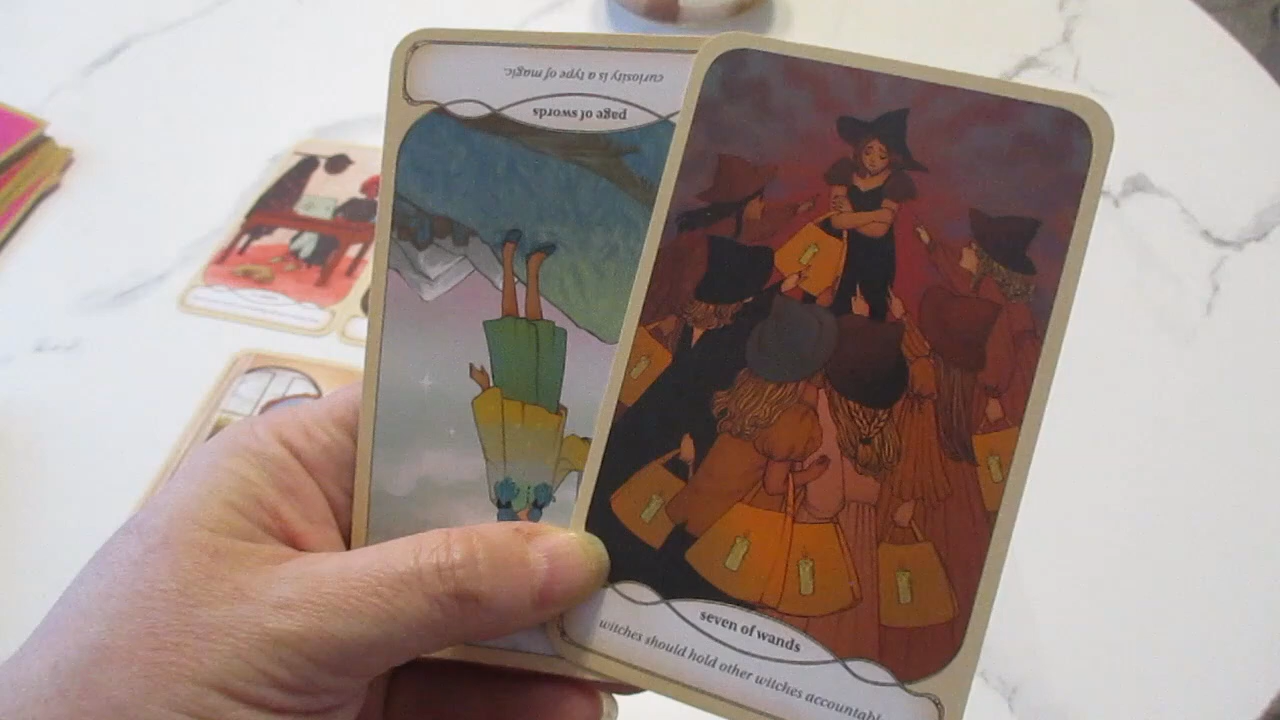 curiosity is a type of magic.
page of swords
seven of wands
witches should hold other witches accountabl